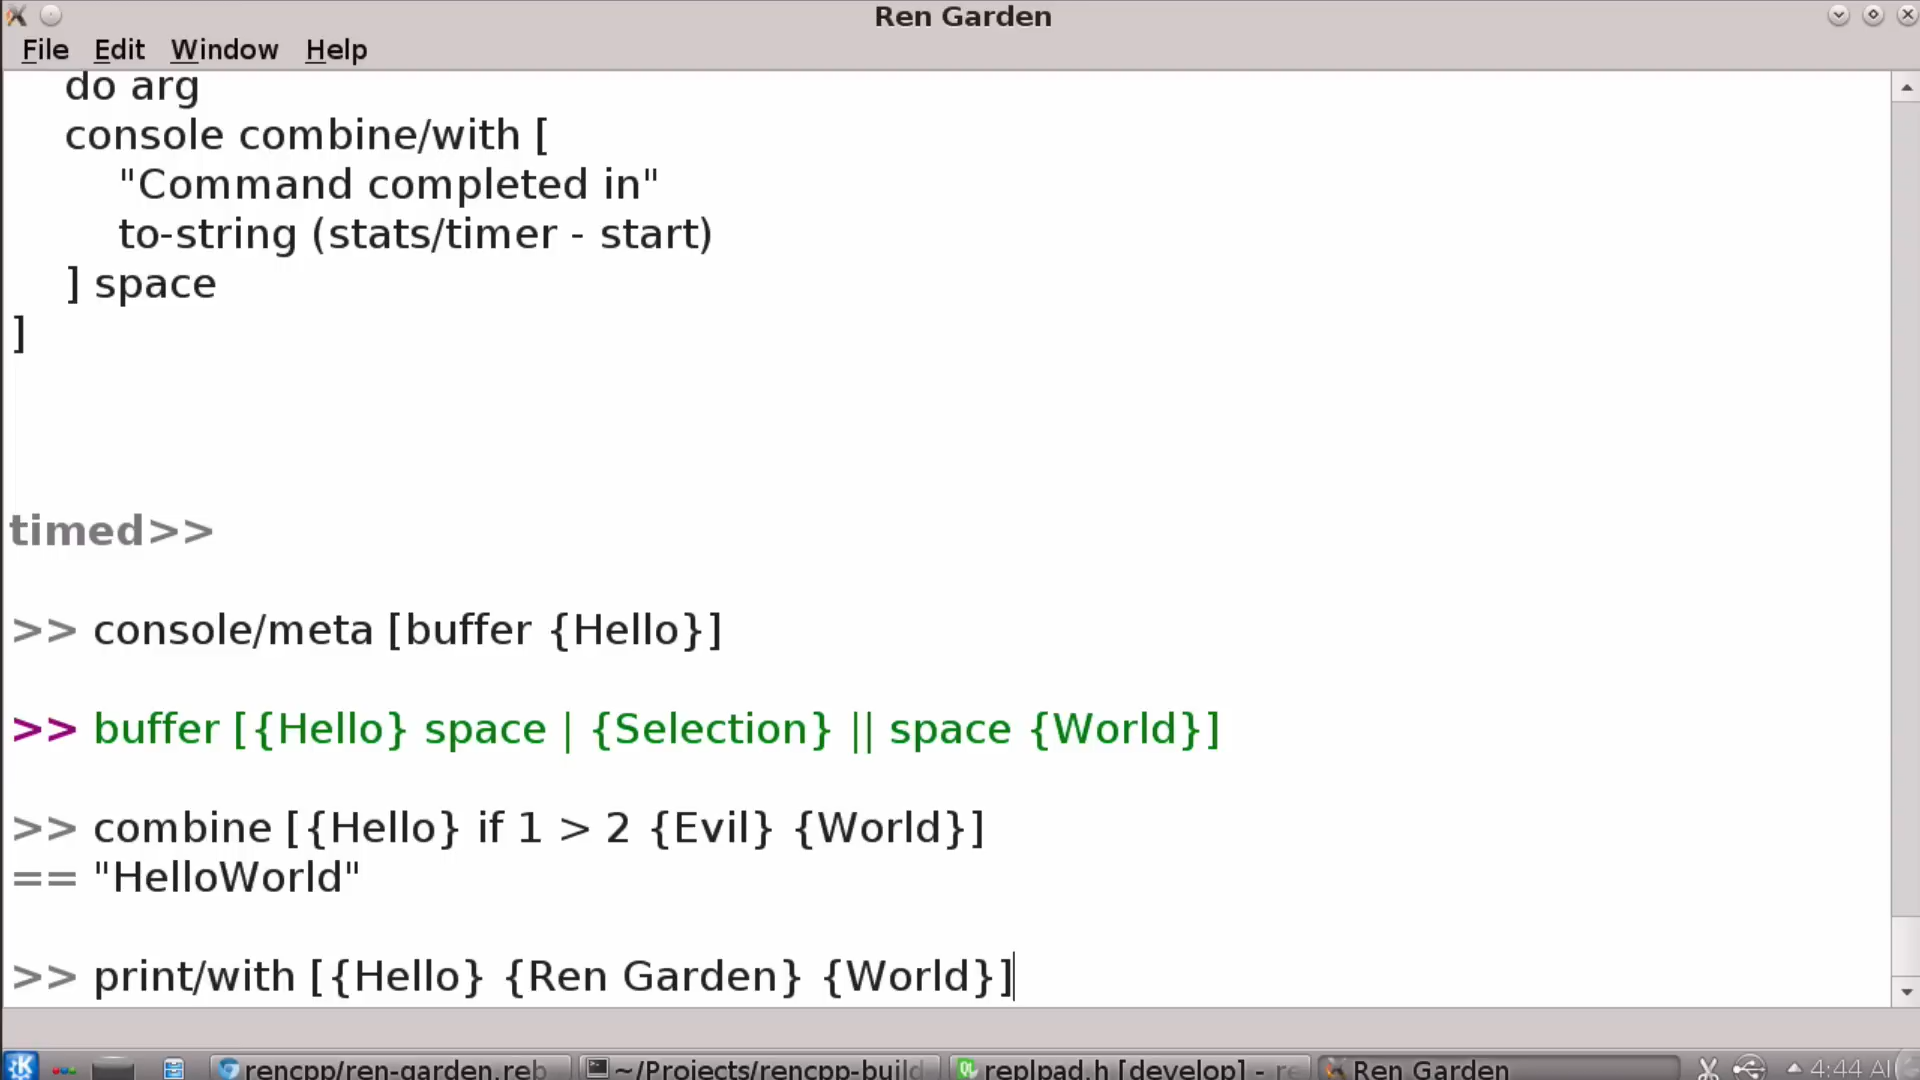 Ren Garden
File Edit Window Help
do arg
console combine/with [
"Command completed in"
to-string (stats/timer - start)
] space
]
timed>>
>> console/meta [buffer {Hello}]
>> buffer [{Hello} space | {Selection} || space {World}]
>> combine [{Hello} if 1 > 2 {Evil} {World}]
== "HelloWorld"
>> print/with [{Hello} {Ren Garden} {World}]
rencpp/ren-garden.reb ~/Projects/rencpp-build replpad.h [develop] - re Ren Garden 4:44 AM